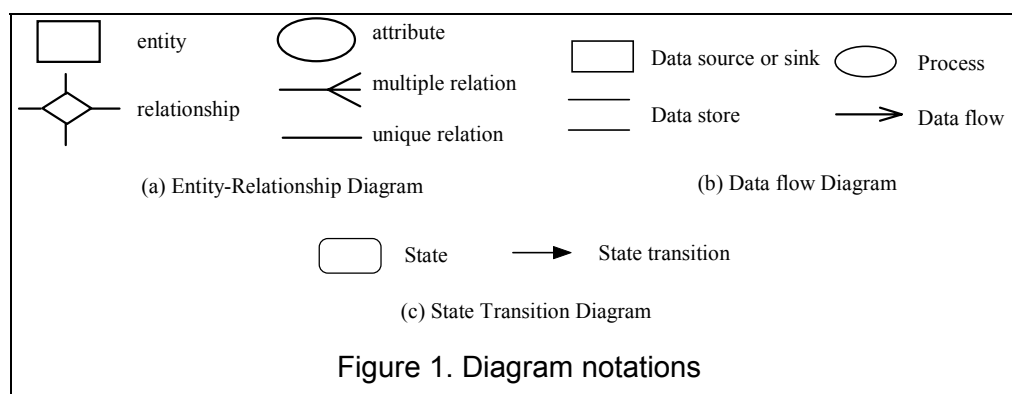 entity
attribute
relationship
multiple relation
unique relation
(a) Entity-Relationship Diagram
Data source or sink
Process
Data store
Data flow
(b) Data flow Diagram
State
State transition
(c) State Transition Diagram
Figure 1. Diagram notations